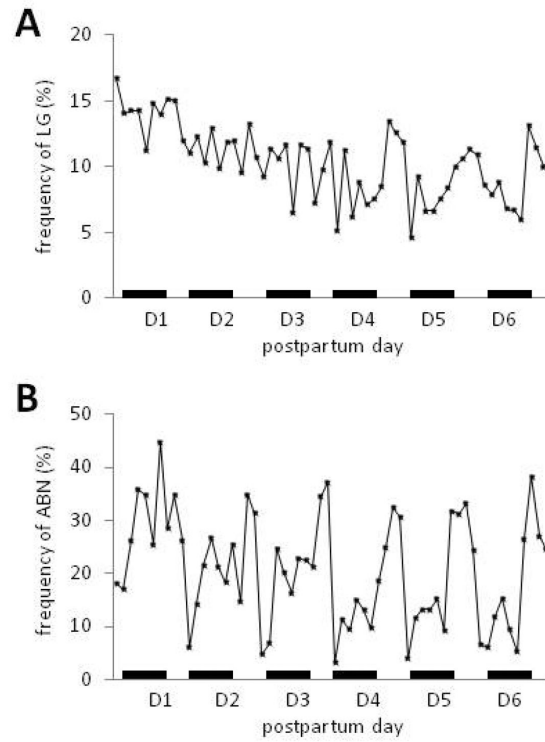 A
frequency of LG (%)
20
15
10
5
0
D1 D2 D3 D4 D5 D6
postpartum day
B
frequency of ABN (%)
50
40
30
20
10
0
D1 D2 D3 D4 D5 D6
postpartum day